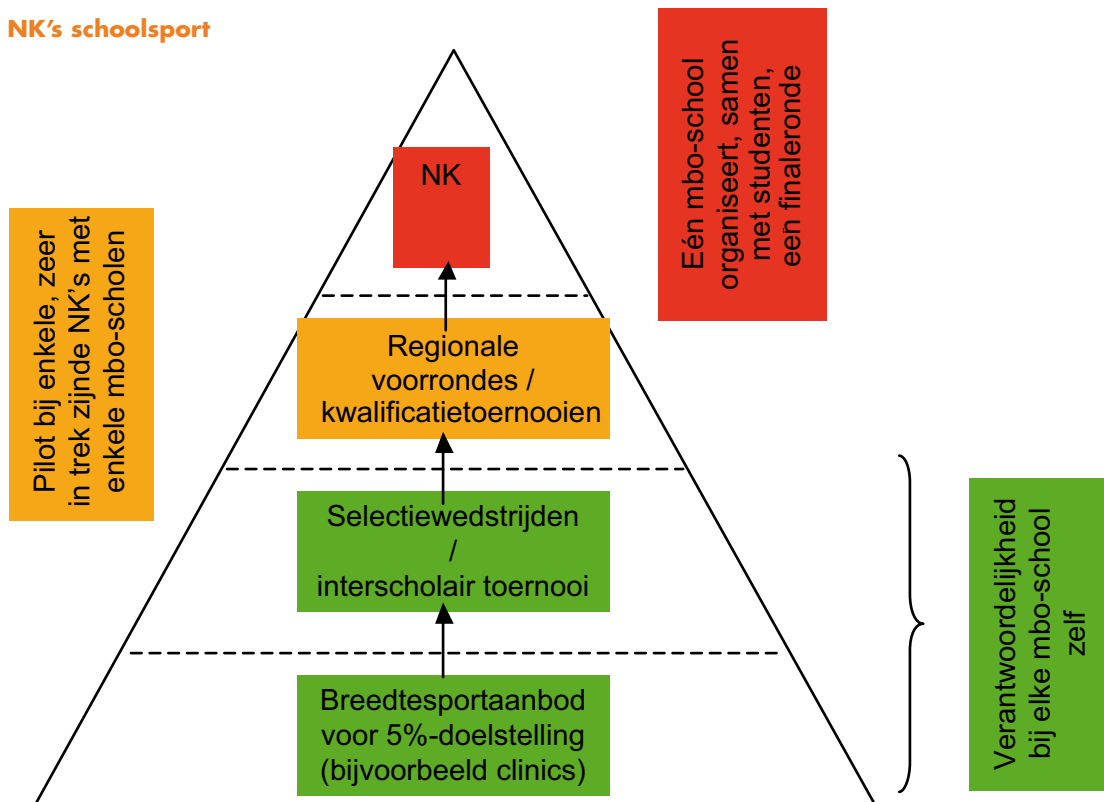 NK's schoolsport
Eén mbo-school
organiseert, samen
met studenten,
een finaleronde
NK
Pilot bij enkele, zeer
in trek zijnde NK's met
enkele mbo-scholen
Regionale
voorrondes /
kwalificatietoernooien
Selectiewedstrijden
/
interscholair toernooi
Verantwoordelijkheid
bij elke mbo-school
zelf
Breedtesportaanbod
voor 5%-doelstelling
(bijvoorbeeld clinics)